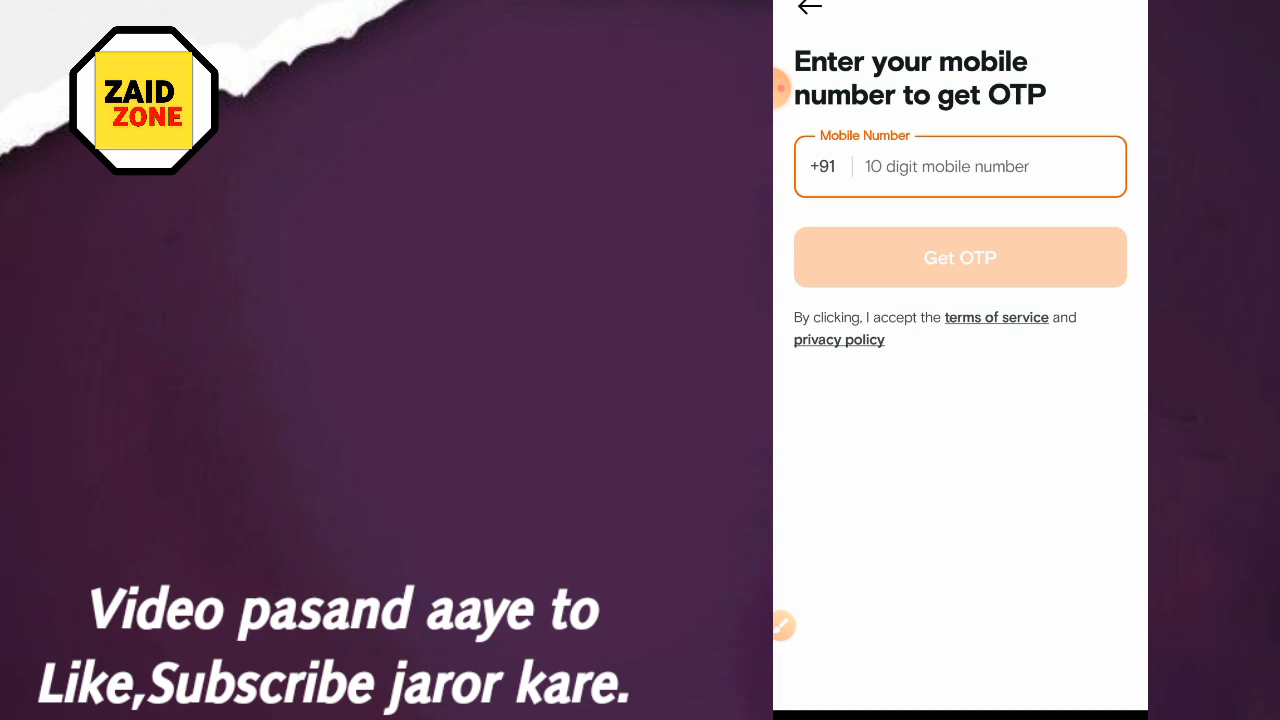 ZAID
ZONE
Enter your mobile
number to get OTP
Mobile Number
+91 10 digit mobile number
Get OTP
By clicking, I accept the terms of service and
privacy policy
Video pasand aaye to
Like,Subscribe jaror kare.